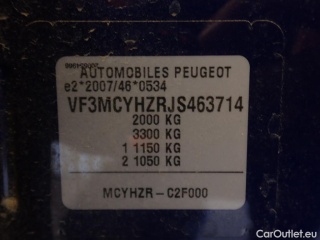 AUTOMOBILES PEUGEOT
e2*2007/46*0534
VF3MCYHZRJS463714
2000 KG
3300 KG
1 1150 KG
2 1050 KG
MCYHZR-C2F000
CarOutlet.eu